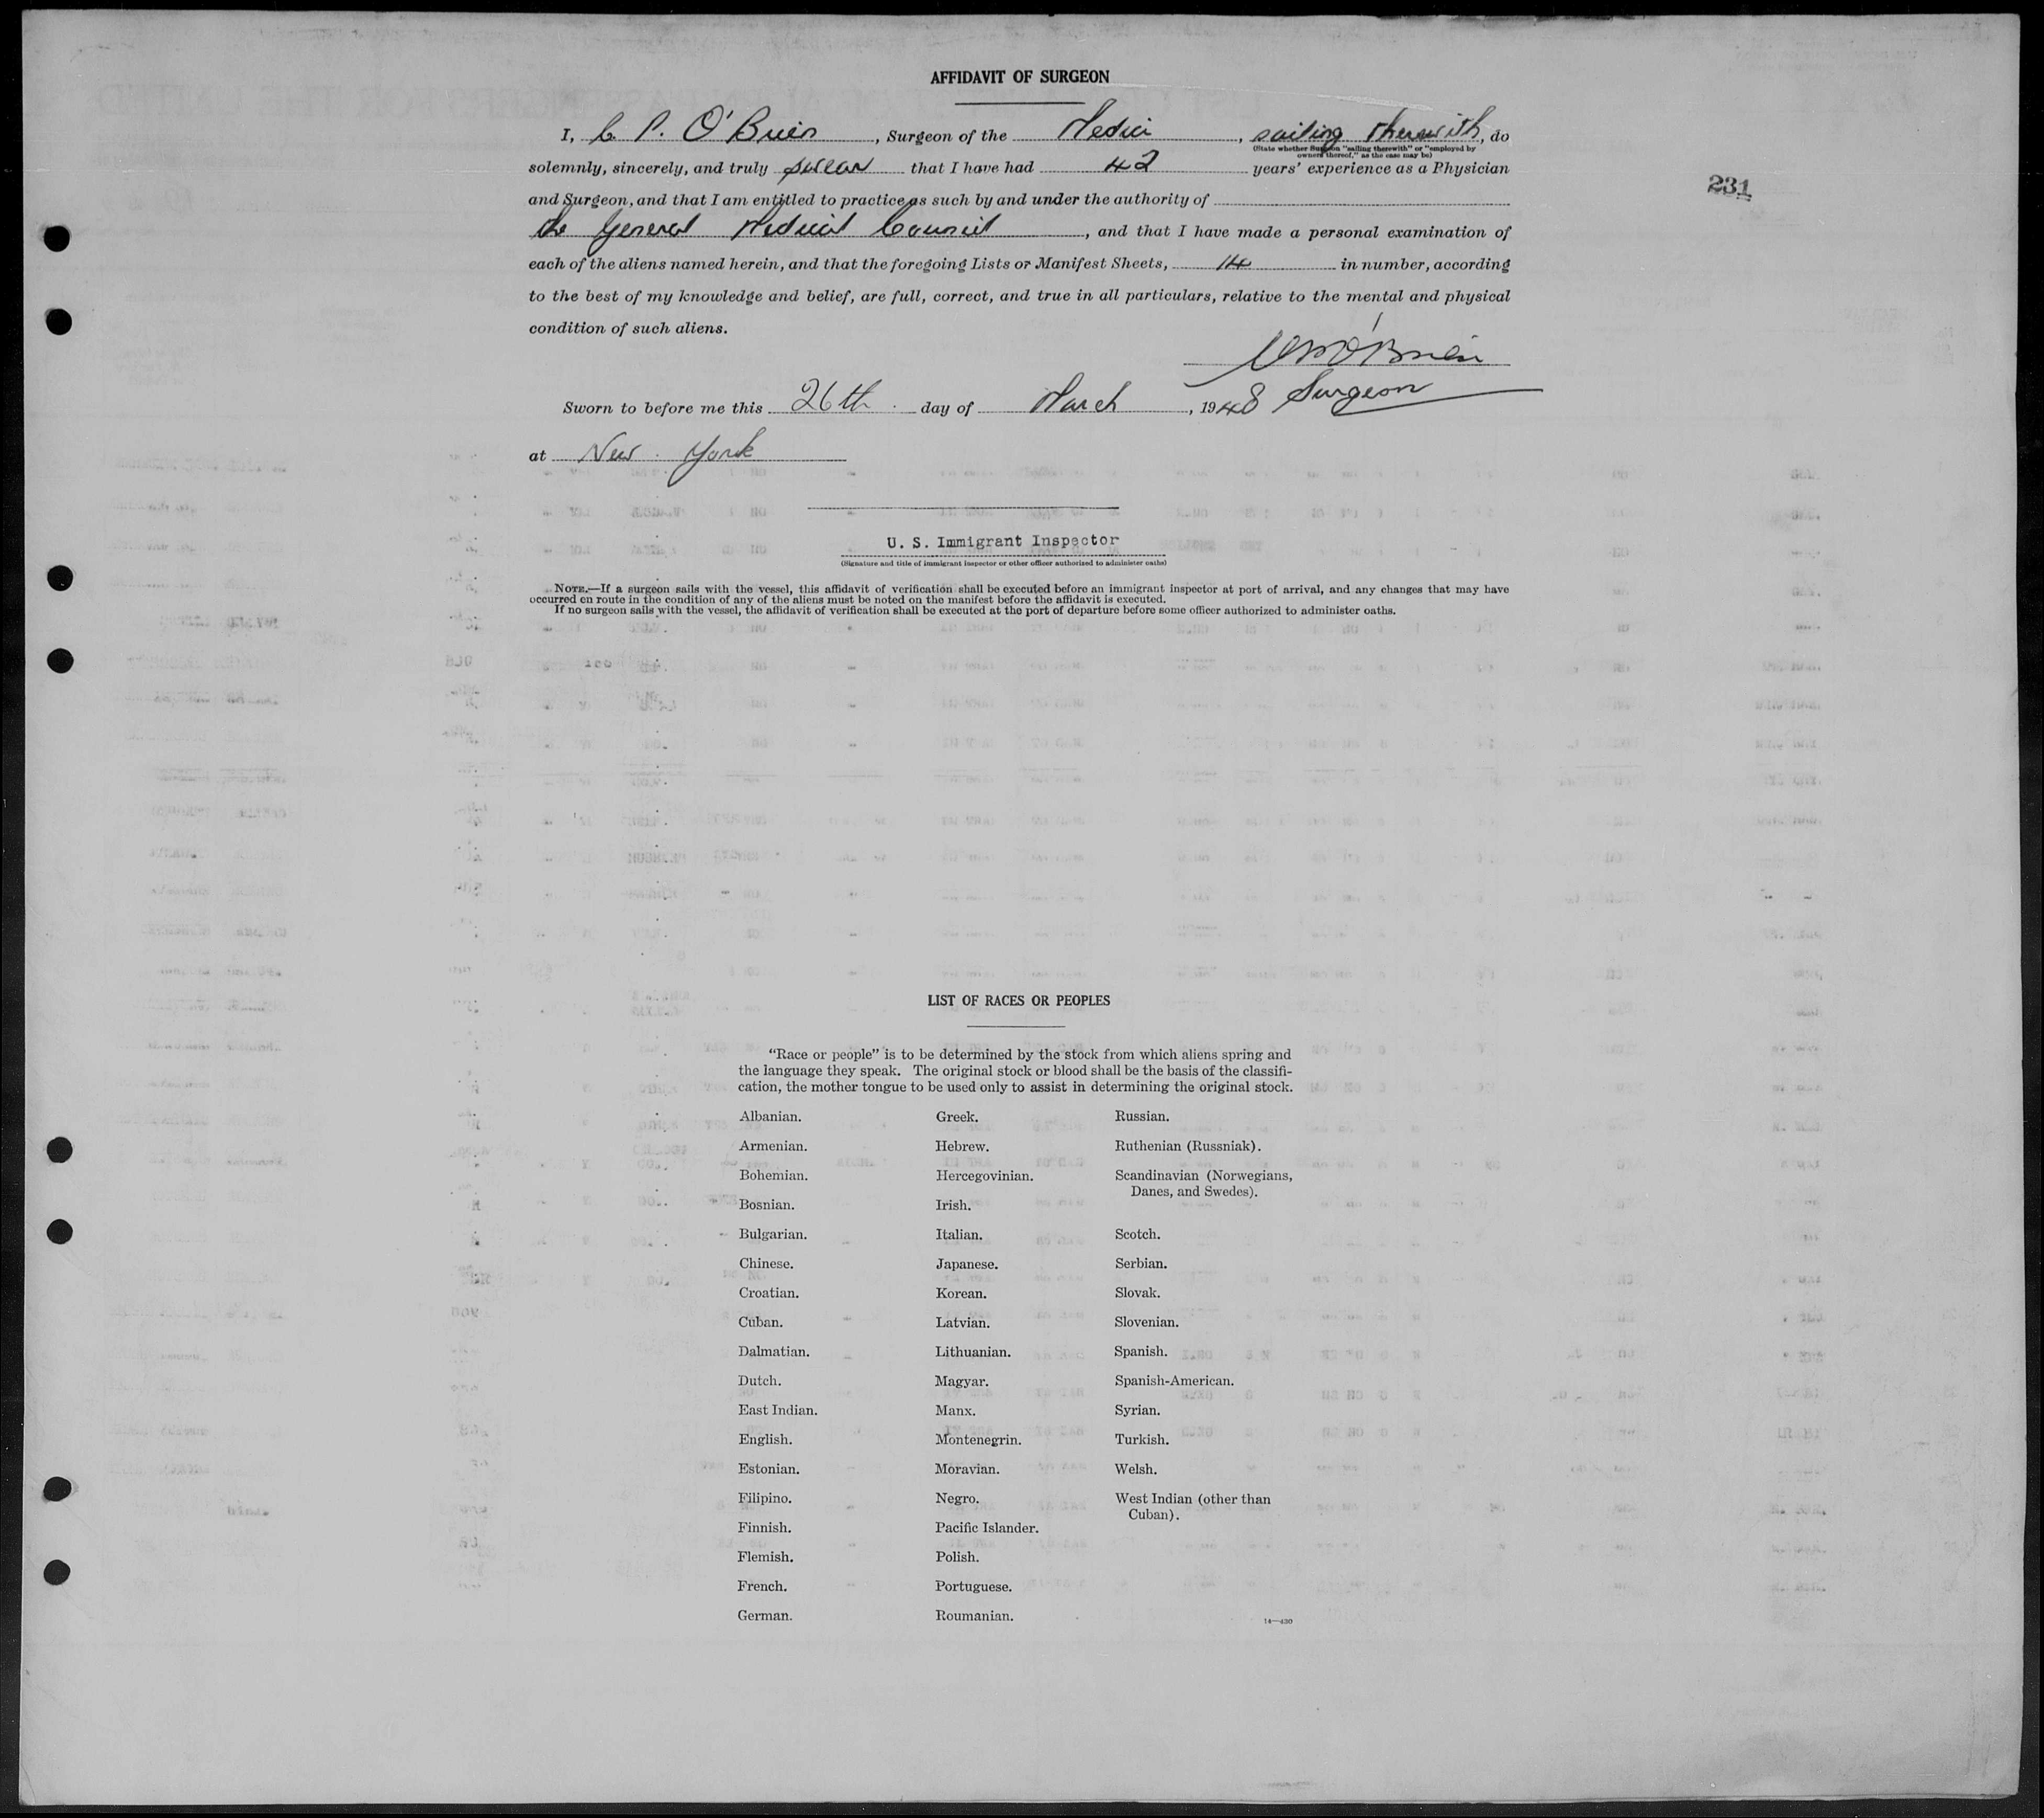 AFFIDAVIT OF SURGEON
I, C. P. O'Brien, Surgeon of the Media, sailing therewith, do
(State whether Surgeon "sailing therewith" or "employed by
owners thereof," as the case may be)
solemnly, sincerely, and truly swear that I have had 42 years' experience as a Physician
231
and Surgeon, and that I am entitled to practice as such by and under the authority of
the General Medical Council, and that I have made a personal examination of
each of the aliens named herein, and that the foregoing Lists or Manifest Sheets, 14 in number, according
to the best of my knowledge and belief, are full, correct, and true in all particulars, relative to the mental and physical
condition of such aliens.
O'Brien
Surgeon
Sworn to before me this 26th day of March, 1948
at New York
U. S. Immigrant Inspector
(Signature and title of immigrant inspector or other officer authorized to administer oaths)
NOTE.—If a surgeon sails with the vessel, this affidavit of verification shall be executed before an immigrant inspector at port of arrival, and any changes that may have
occurred en route in the condition of any of the aliens must be noted on the manifest before the affidavit is executed.
If no surgeon sails with the vessel, the affidavit of verification shall be executed at the port of departure before some officer authorized to administer oaths.
LIST OF RACES OR PEOPLES
"Race or people" is to be determined by the stock from which aliens spring and
the language they speak. The original stock or blood shall be the basis of the classifi-
cation, the mother tongue to be used only to assist in determining the original stock.
Albanian.
Armenian.
Bohemian.
Bosnian.
Bulgarian.
Chinese.
Croatian.
Cuban.
Dalmatian.
Dutch.
East Indian.
English.
Estonian.
Filipino.
Finnish.
Flemish.
French.
German.
Greek.
Hebrew.
Hercegovinian.
Irish.
Italian.
Japanese.
Korean.
Latvian.
Lithuanian.
Magyar.
Manx.
Montenegrin.
Moravian.
Negro.
Pacific Islander.
Polish.
Portuguese.
Roumanian.
Russian.
Ruthenian (Russniak).
Scandinavian (Norwegians,
Danes, and Swedes).
Scotch.
Serbian.
Slovak.
Slovenian.
Spanish.
Spanish-American.
Syrian.
Turkish.
Welsh.
West Indian (other than
Cuban).
14—430